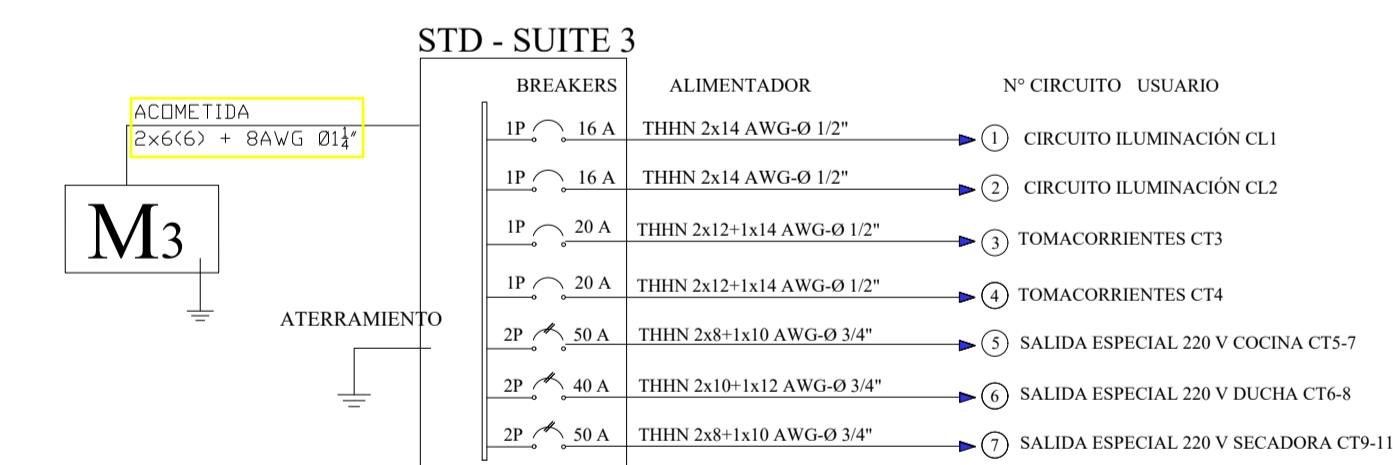 STD - SUITE 3
BREAKERS ALIMENTADOR N° CIRCUITO USUARIO
ACOMETIDA
2x6(6) + 8AWG Ø1¼"
M3
1P 16 A THHN 2x14 AWG-Ø 1/2" 1 CIRCUITO ILUMINACIÓN CL1
1P 16 A THHN 2x14 AWG-Ø 1/2" 2 CIRCUITO ILUMINACIÓN CL2
1P 20 A THHN 2x12+1x14 AWG-Ø 1/2" 3 TOMACORRIENTES CT3
1P 20 A THHN 2x12+1x14 AWG-Ø 1/2" 4 TOMACORRIENTES CT4
ATERRAMIENTO
2P 50 A THHN 2x8+1x10 AWG-Ø 3/4" 5 SALIDA ESPECIAL 220 V COCINA CT5-7
2P 40 A THHN 2x10+1x12 AWG-Ø 3/4" 6 SALIDA ESPECIAL 220 V DUCHA CT6-8
2P 50 A THHN 2x8+1x10 AWG-Ø 3/4" 7 SALIDA ESPECIAL 220 V SECADORA CT9-11